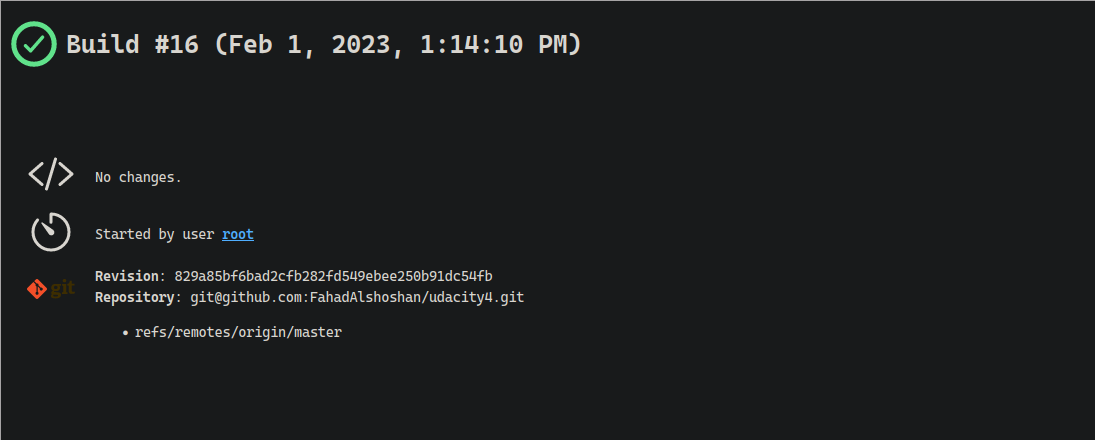 Build #16 (Feb 1, 2023, 1:14:10 PM)
No changes.
Started by user root
git
Revision: 829a85bf6bad2cfb282fd549ebee250b91dc54fb
Repository: git@github.com:FahadAlshoshan/udacity4.git
• refs/remotes/origin/master